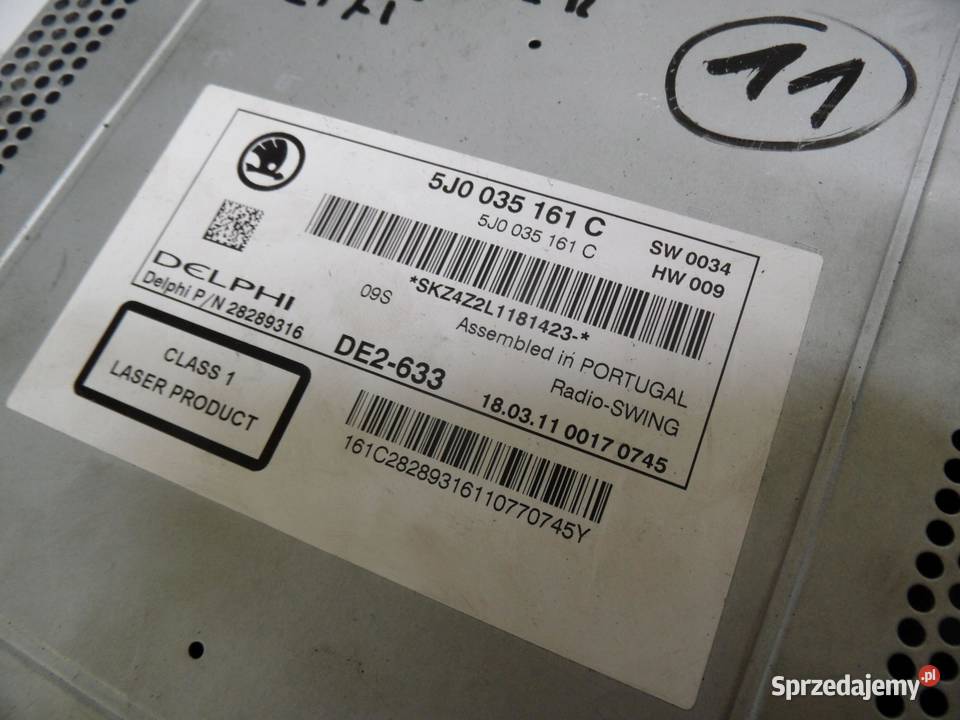 11
5J0 035 161 C
5J0 035 161 C
SW 0034
HW 009
*SKZ4Z2L1181423-*
DELPHI
Delphi P/N 28289316
09S
Assembled in PORTUGAL
DE2-633
Radio-SWING
18.03.11 0017 0745
CLASS 1
LASER PRODUCT
161C28289316110770745Y
Sprzedajemy.pl